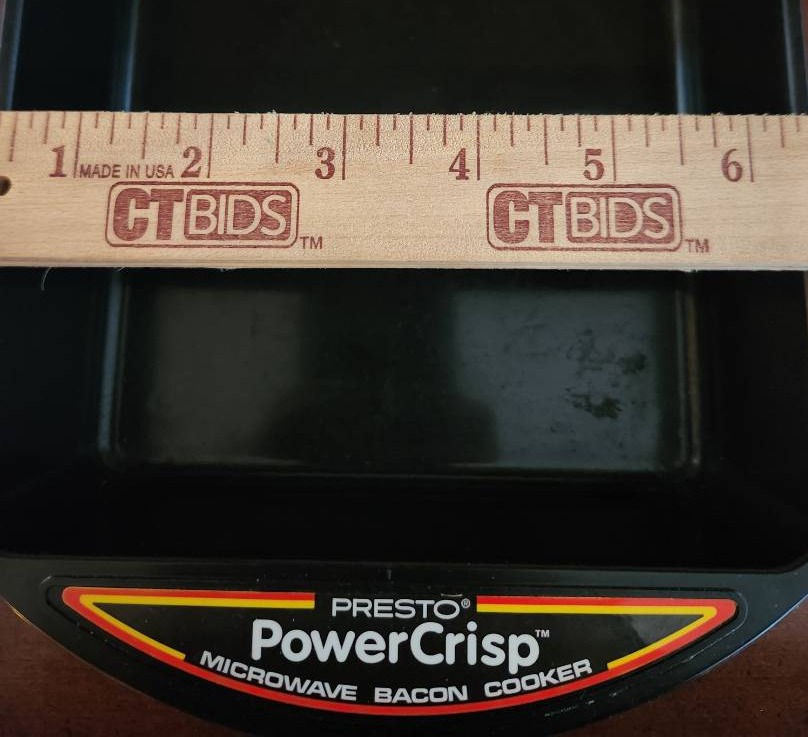 1 MADE IN USA 2 3 4 5 6
CTBIDS™ CTBIDS™
PRESTO®
PowerCrisp™
MICROWAVE BACON COOKER